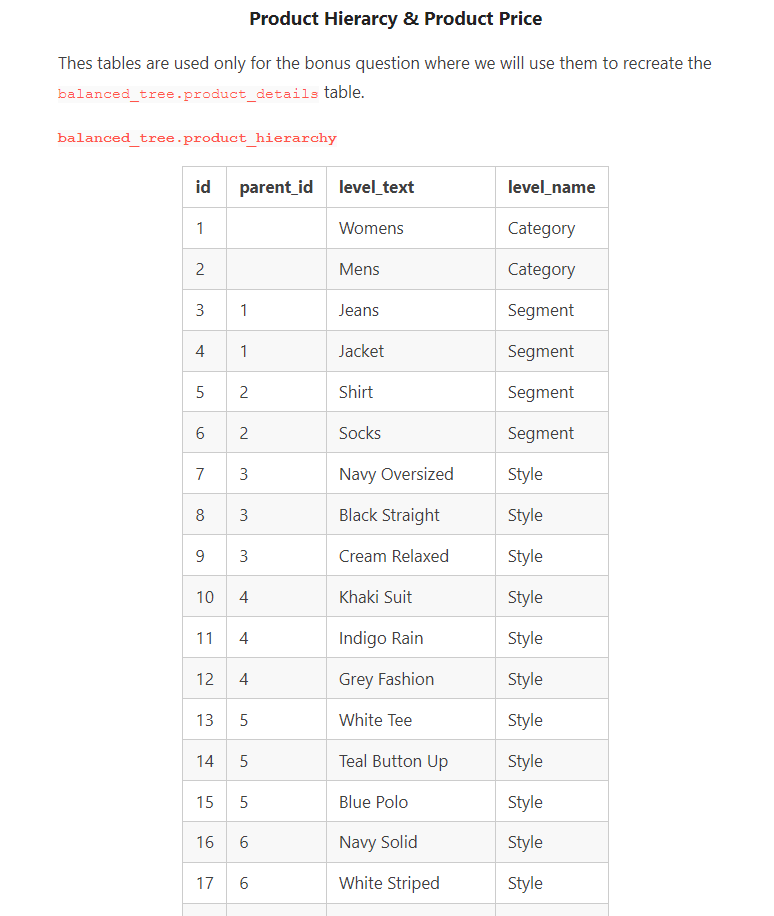 Product Hierarcy & Product Price
Thes tables are used only for the bonus question where we will use them to recreate the
balanced_tree.product_details table.
balanced_tree.product_hierarchy
id parent_id level_text level_name
1 Womens Category
2 Mens Category
3 1 Jeans Segment
4 1 Jacket Segment
5 2 Shirt Segment
6 2 Socks Segment
7 3 Navy Oversized Style
8 3 Black Straight Style
9 3 Cream Relaxed Style
10 4 Khaki Suit Style
11 4 Indigo Rain Style
12 4 Grey Fashion Style
13 5 White Tee Style
14 5 Teal Button Up Style
15 5 Blue Polo Style
16 6 Navy Solid Style
17 6 White Striped Style